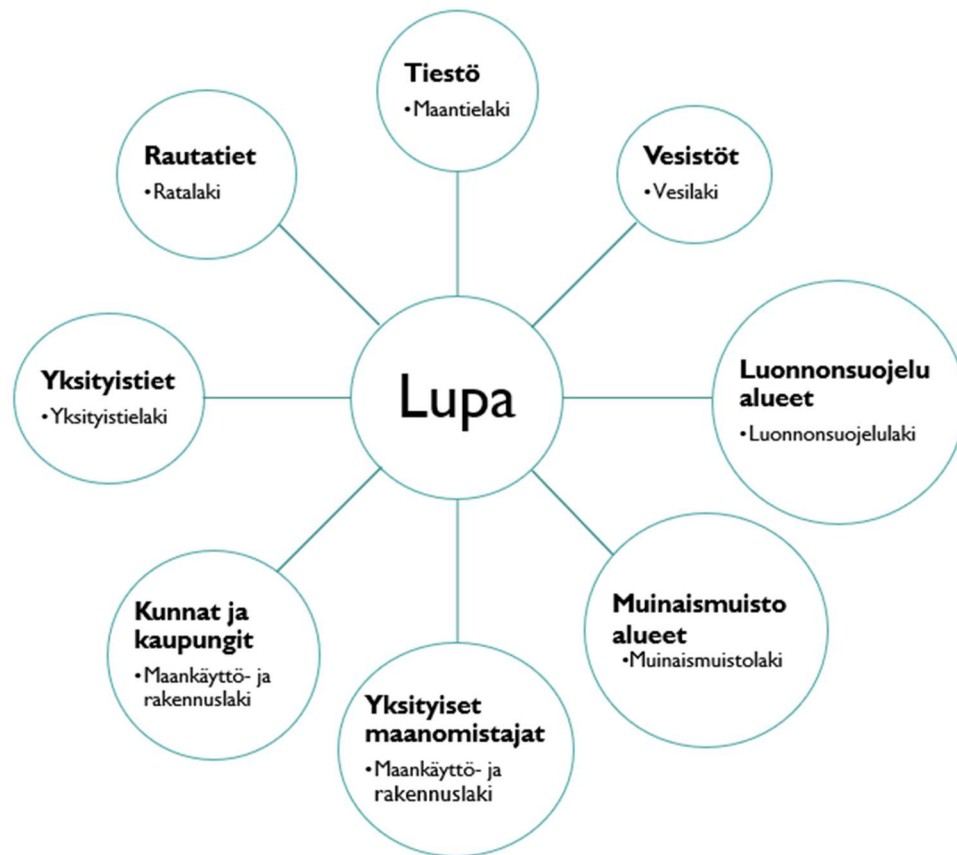 Tiestö
•Maantielaki
Rautatiet
•Ratalaki
Vesistöt
•Vesilaki
Yksityistiet
•Yksityistielaki
Lupa
Luonnonsuojelu
alueet
•Luonnonsuojelulaki
Kunnat ja
kaupungit
•Maankäyttö- ja
rakennuslaki
Yksityiset
maanomistajat
•Maankäyttö- ja
rakennuslaki
Muinaismuisto
alueet
•Muinaismuistolaki